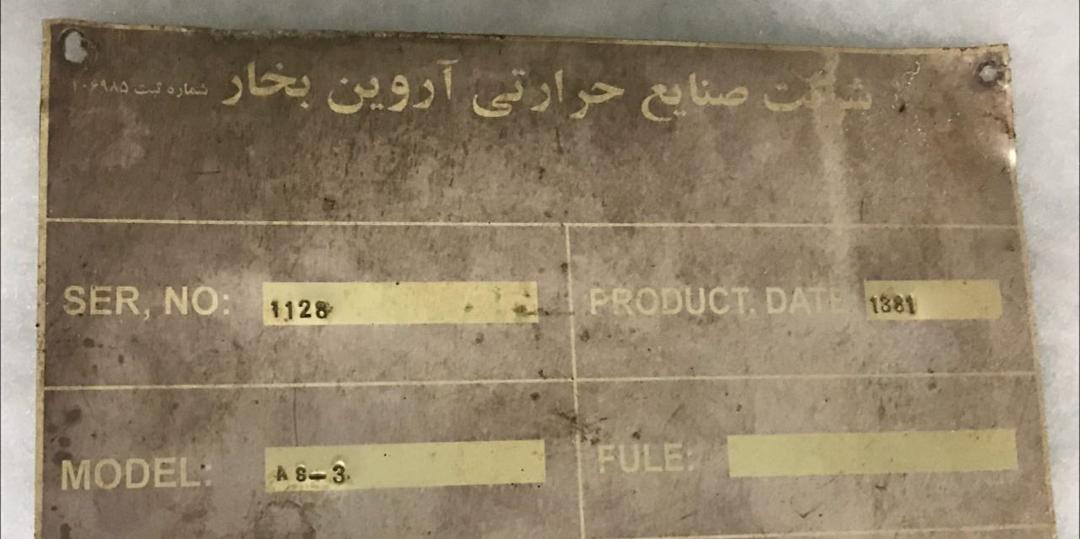 شرکت صنایع حرارتی آروین بخار شماره ثبت ۱۰۶۹۸۵
SER, NO: 1128 PRODUCT. DATE 1381
MODEL: AS-3 FULE: